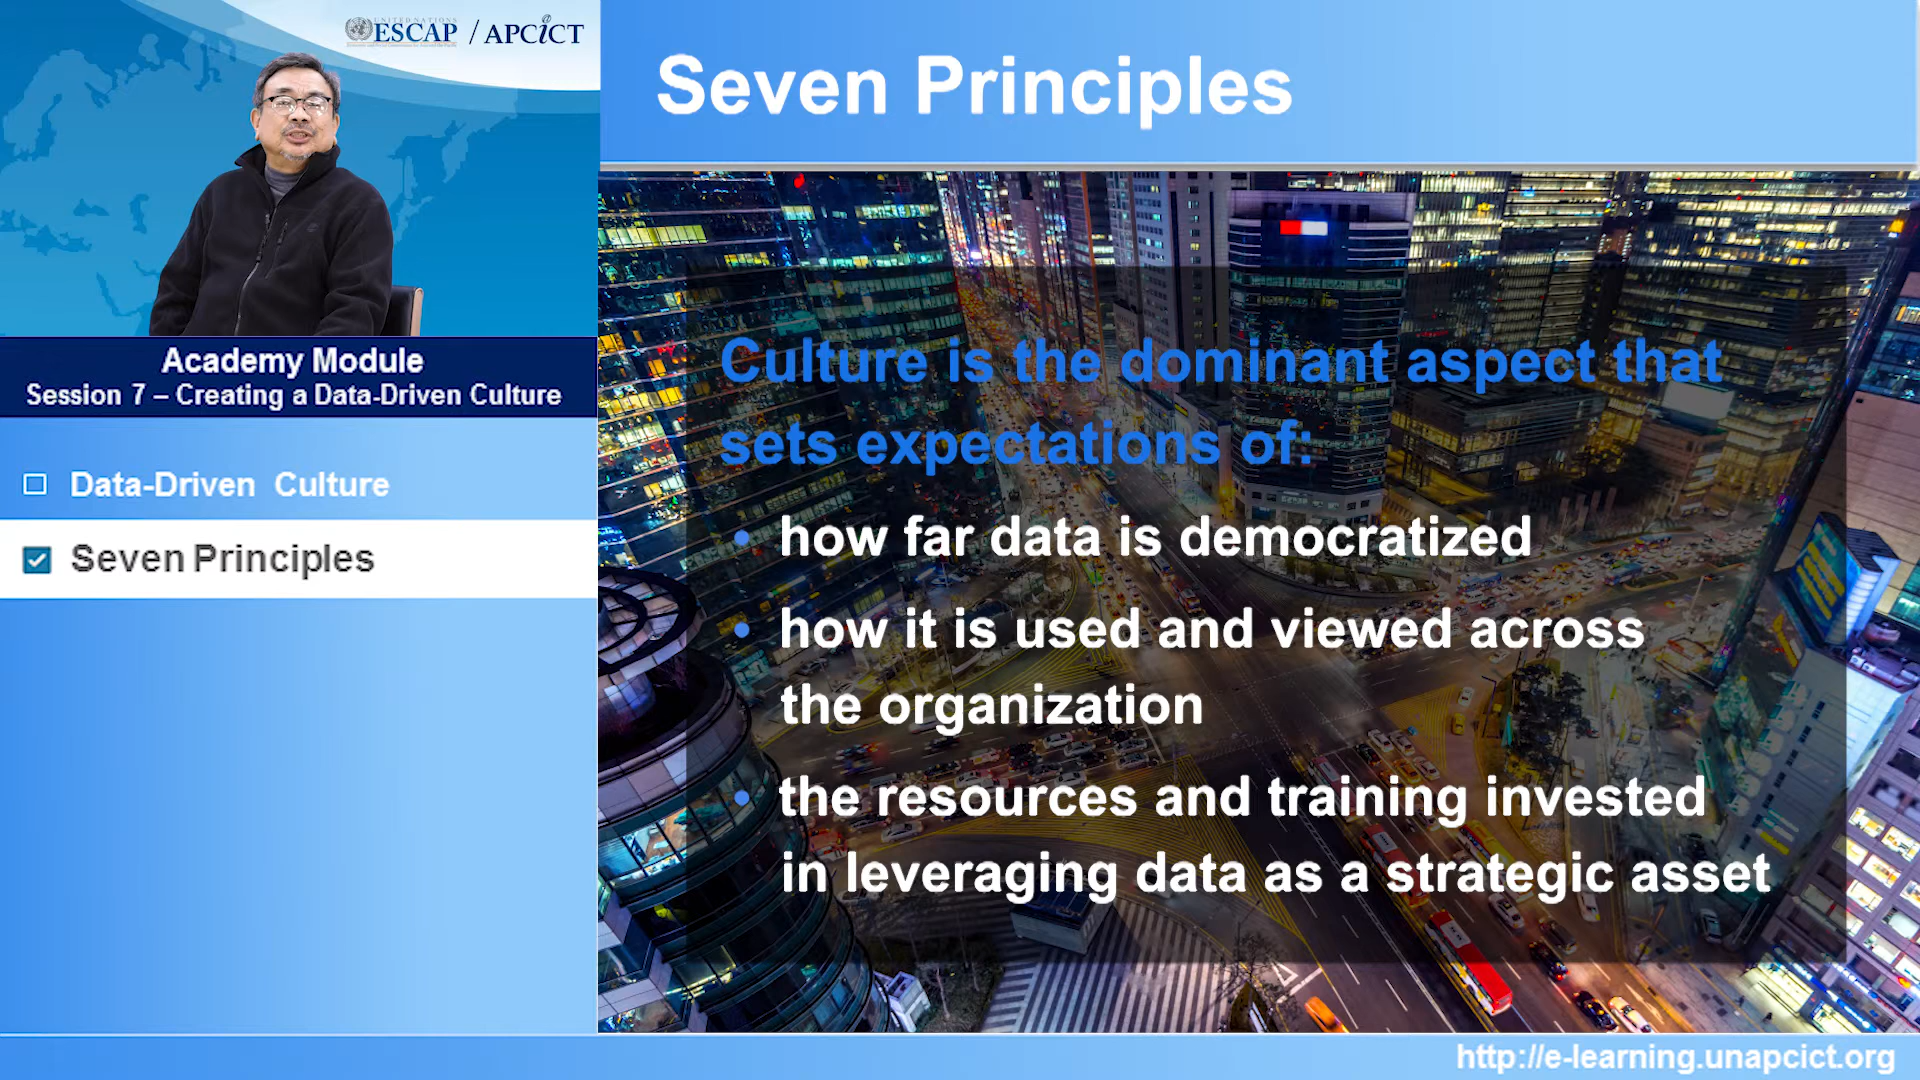 UNITED NATIONS
ESCAP / APCICT
Seven Principles
Academy Module
Session 7 – Creating a Data-Driven Culture
Data-Driven Culture
Seven Principles
Culture is the dominant aspect that
sets expectations of:
• how far data is democratized
• how it is used and viewed across
the organization
• the resources and training invested
in leveraging data as a strategic asset
http://e-learning.unapcict.org